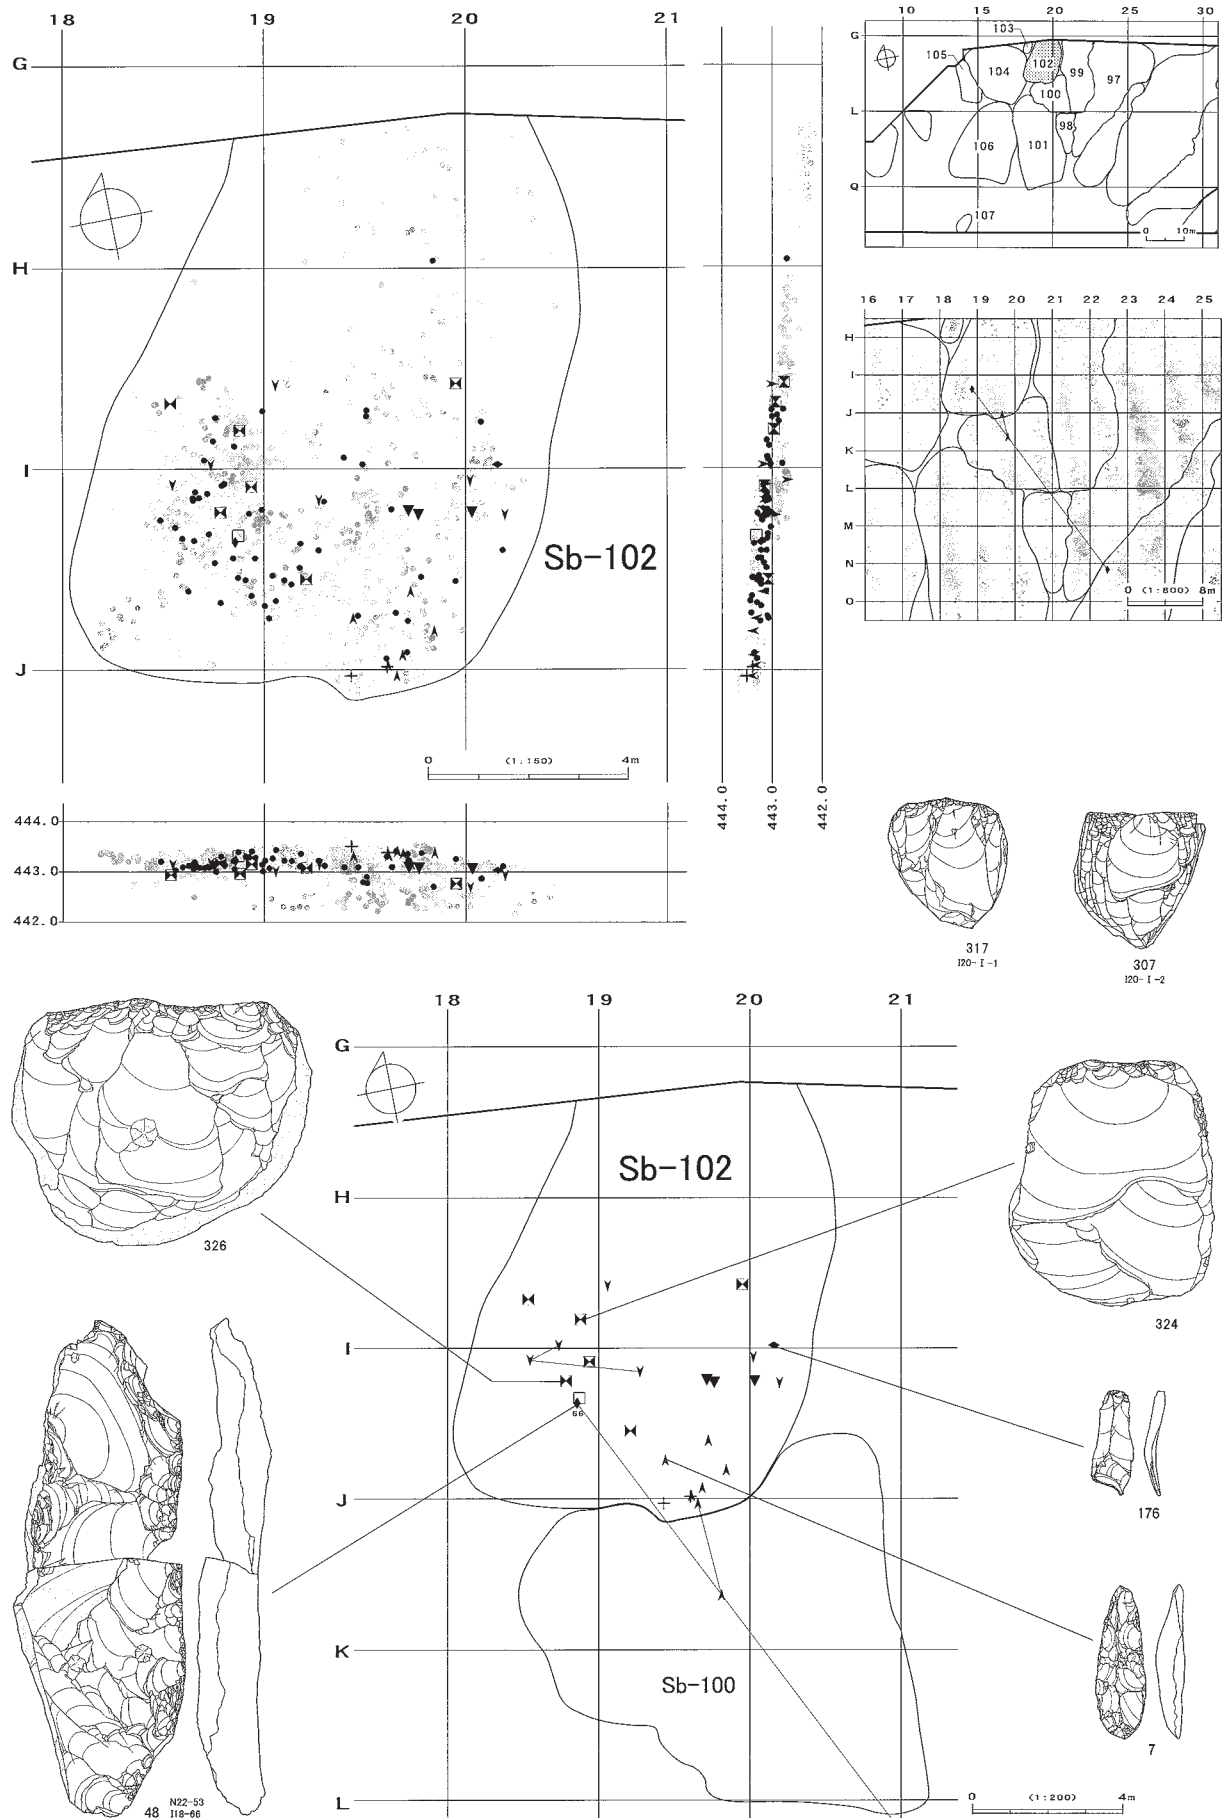 18 19 20 21
G
H
I
J
Sb-102
0 (1:150) 4m
444.0 443.0 442.0
444.0
443.0
442.0
10 15 20 25 30
G
L
Q
103
105
104
102
99
97
100
98
106
101
107
0 10m
16 17 18 19 20 21 22 23 24 25
H
I
J
K
L
M
N
O
0 (1:800) 8m
317
I20-I-1
307
I20-I-2
18 19 20 21
G
H
I
J
K
L
Sb-102
Sb-100
66
326
324
176
7
48
N22-53
I18-66
0 (1:200) 4m